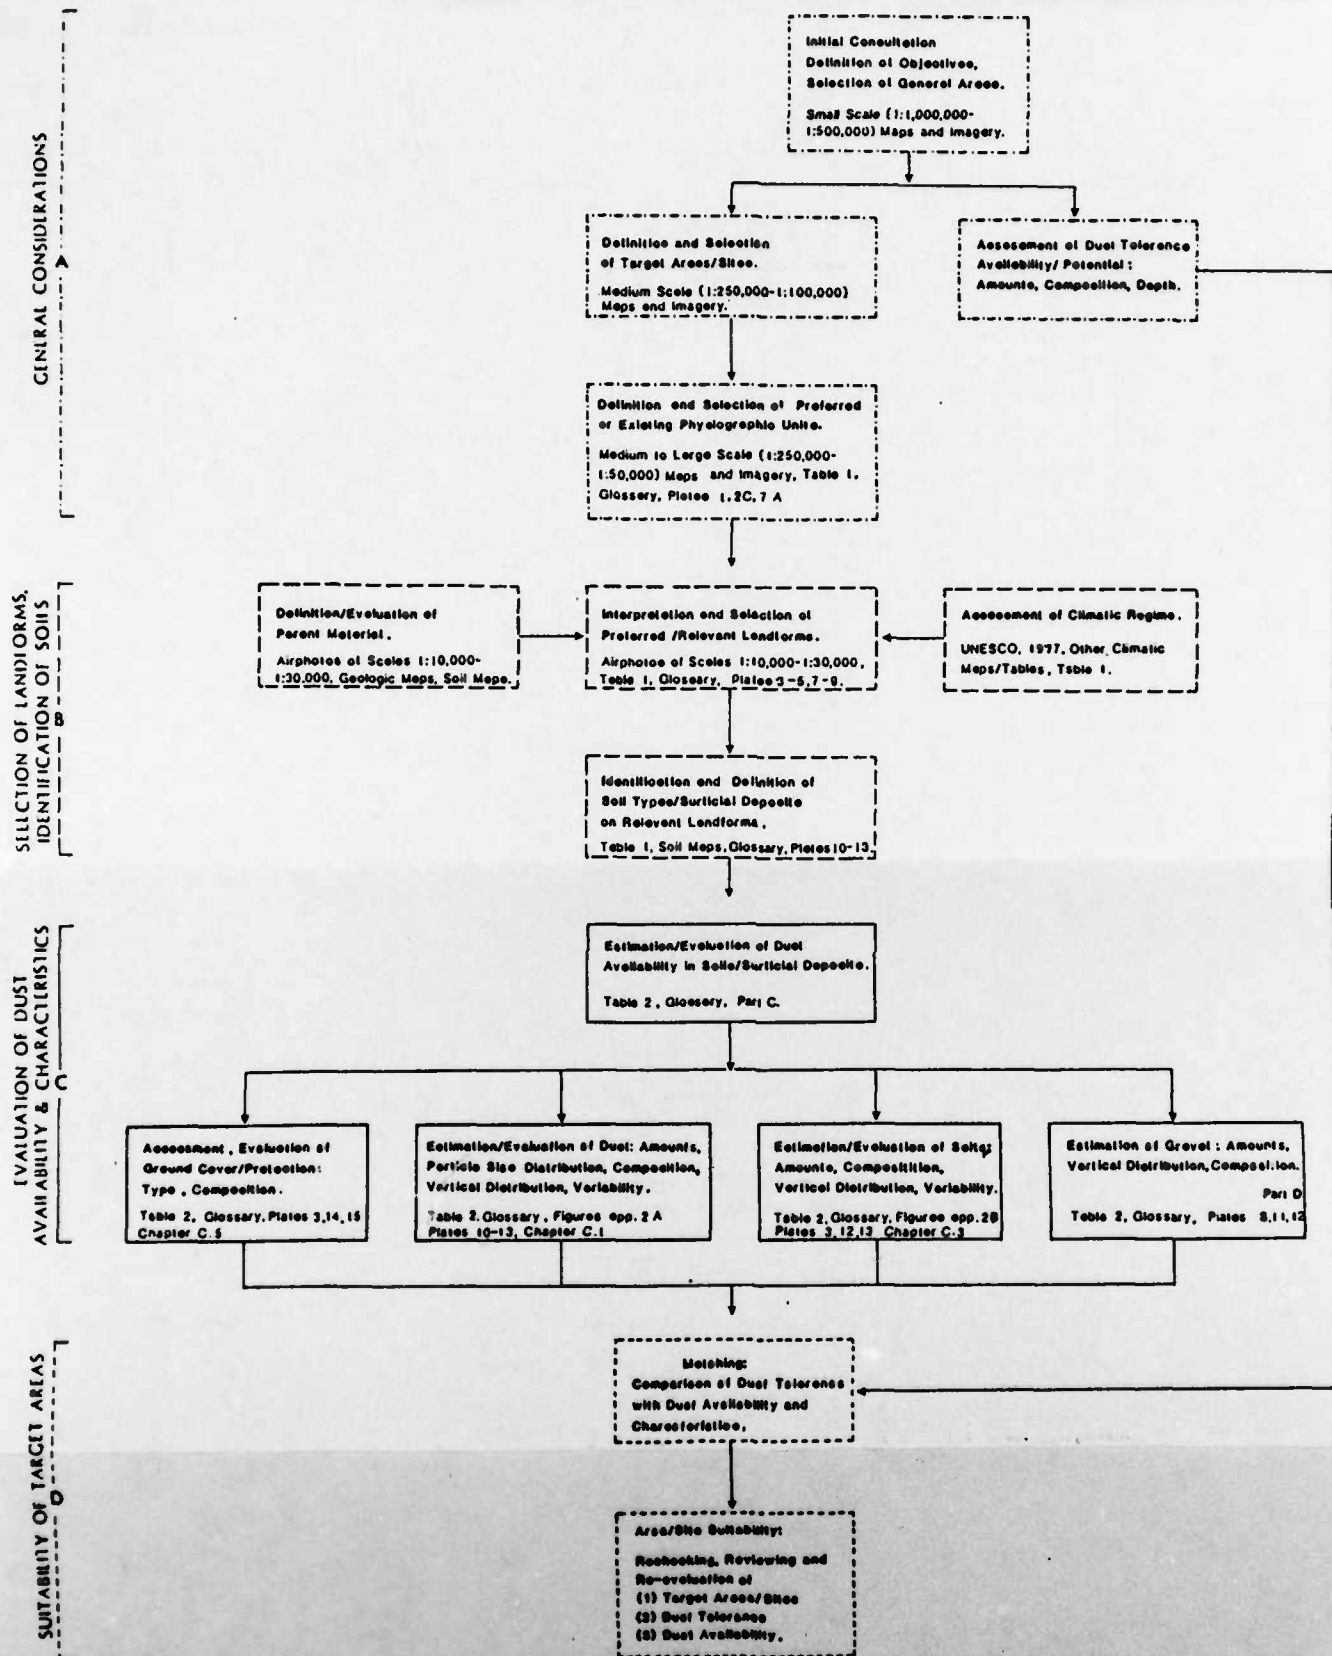 GENERAL CONSIDERATIONS
A
Initial Consultation
Definition of Objectives,
Selection of General Areas.
Small Scale (1:1,000,000-
1:500,000) Maps and Imagery.
Definition and Selection
of Target Areas/Sites.
Medium Scale (1:250,000-1:100,000)
Maps and Imagery.
Assessment of Dust Tolerance
Availability/ Potential :
Amounts, Composition, Depth.
Definition and Selection of Preferred
or Existing Physiographic Units.
Medium to Large Scale (1:250,000-
1:50,000) Maps and Imagery, Table 1,
Glossary, Plates 1, 2C, 7 A
SELECTION OF LANDFORMS,
IDENTIFICATION OF SOILS
B
Definition/Evaluation of
Parent Material.
Airphotos of Scales 1:10,000-
1:30,000, Geologic Maps, Soil Maps.
Interpretation and Selection of
Preferred /Relevant Landforms.
Airphotos of Scales 1:10,000-1:30,000,
Table 1, Glossary, Plates 3-5, 7-9.
Assessment of Climatic Regime.
UNESCO, 1977, Other Climatic
Maps/Tables, Table 1.
Identification and Definition of
Soil Types/Surficial Deposits
on Relevant Landforms.
Table 1, Soil Maps, Glossary, Plates 10-13.
EVALUATION OF DUST
AVAILABILITY & CHARACTERISTICS
C
Estimation/Evaluation of Dust
Availability in Soils/Surficial Deposits.
Table 2, Glossary, Part C.
Assessment, Evaluation of
Ground Cover/Protection:
Type, Composition.
Table 2, Glossary, Plates 3,14,15
Chapter C.5
Estimation/Evaluation of Dust: Amounts,
Particle Size Distribution, Composition,
Vertical Distribution, Variability.
Table 2, Glossary, Figures app. 2 A
Plates 10-13, Chapter C.1
Estimation/Evaluation of Salts:
Amounts, Compositition,
Vertical Distribution, Variability.
Table 2, Glossary, Figures app. 2B
Plates 3,12,13 Chapter C.3
Estimation of Gravel : Amounts,
Vertical Distribution, Composition.
Part D
Table 2, Glossary, Plates 8,11,12
SUITABILITY OF TARGET AREAS
D
Matching:
Comparison of Dust Tolerance
with Dust Availability and
Characteristics.
Area/Site Suitability:
Rechecking, Reviewing and
Re-evaluation of
(1) Target Areas/Sites
(2) Dust Tolerance
(3) Dust Availability.